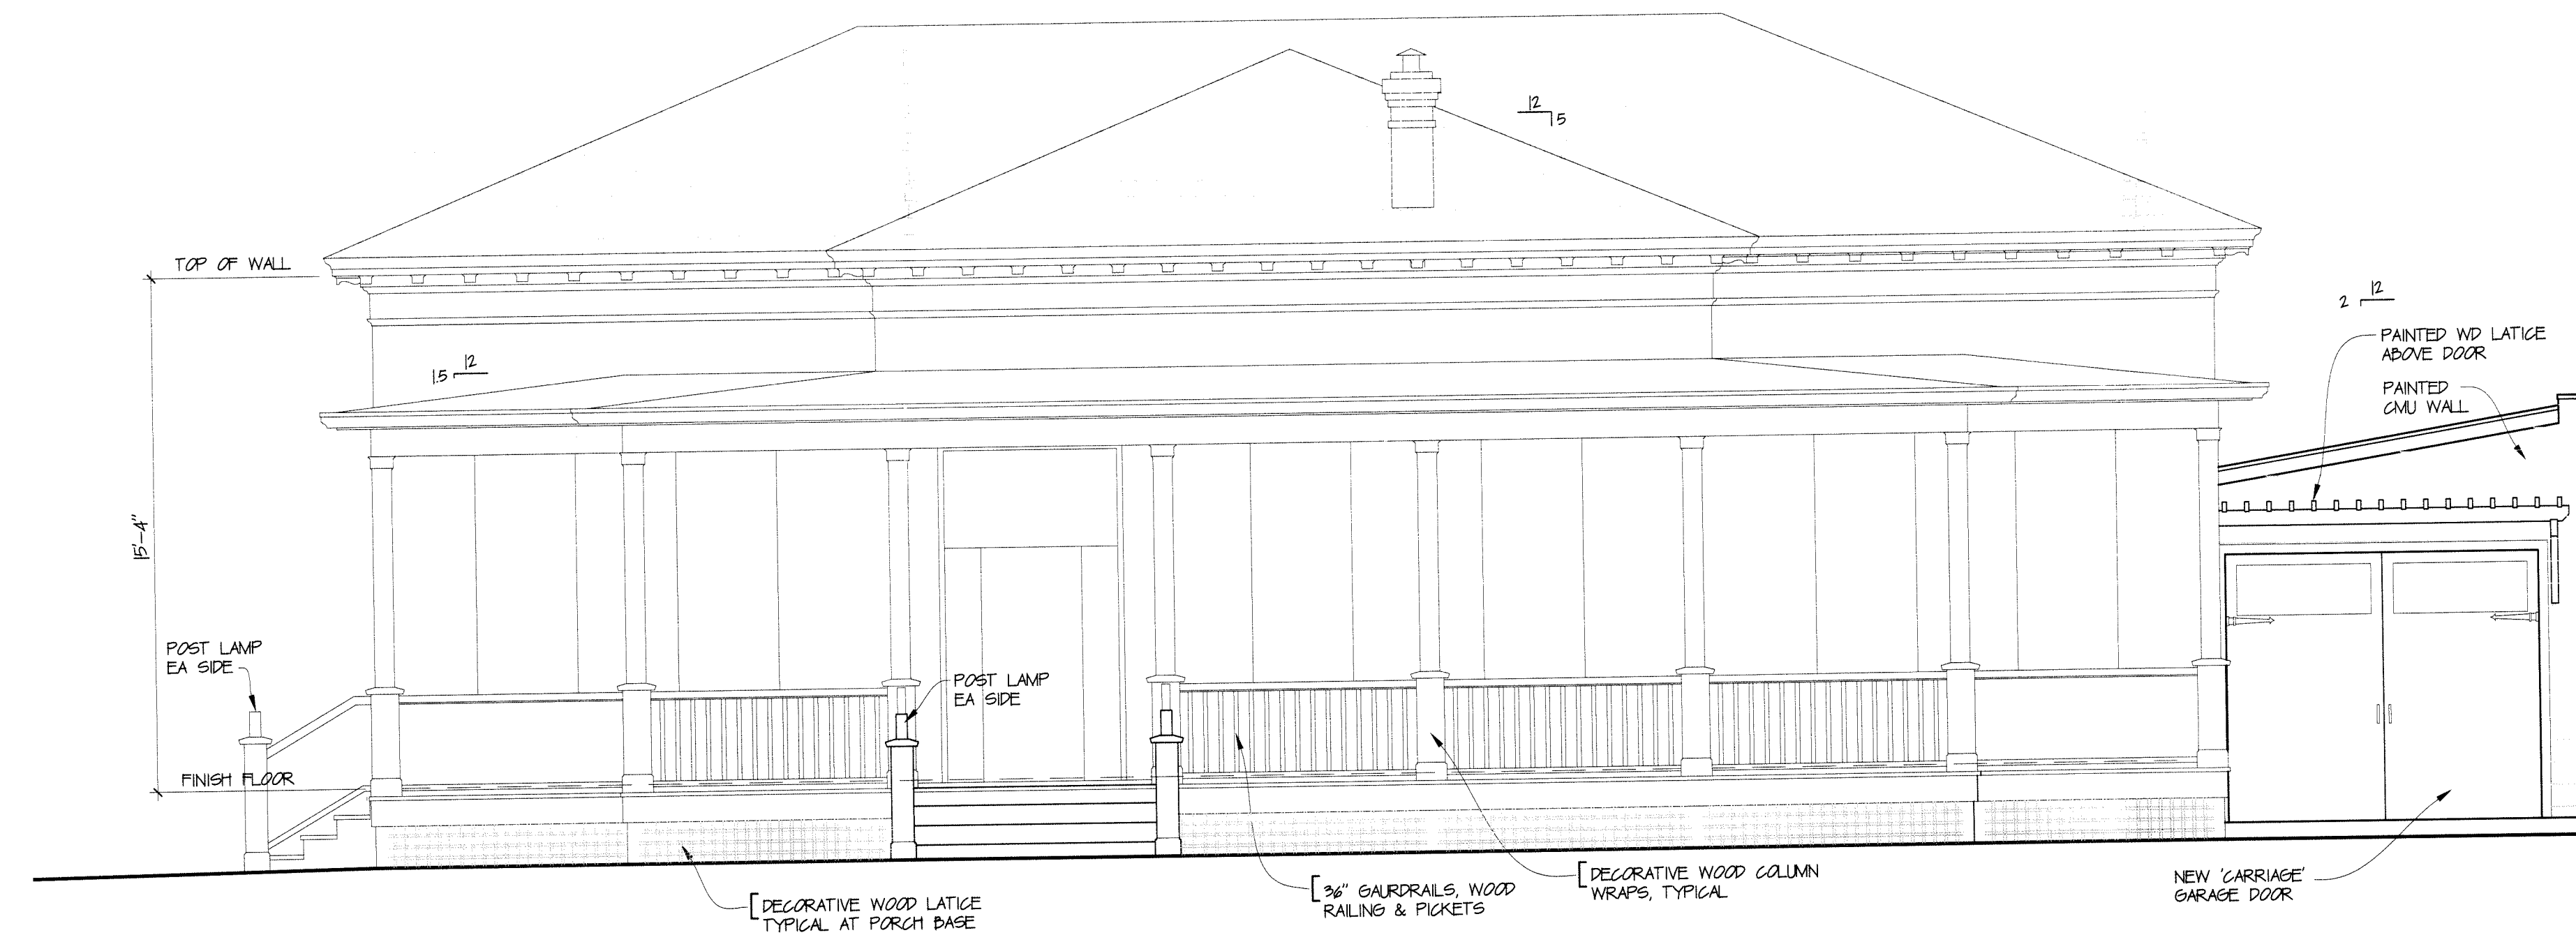 12
5
TOP OF WALL
12
2
PAINTED WD LATICE
ABOVE DOOR
12
1.5
PAINTED
CMU WALL
15'-4"
POST LAMP
EA SIDE
POST LAMP
EA SIDE
FINISH FLOOR
DECORATIVE WOOD COLUMN
WRAPS, TYPICAL
NEW 'CARRIAGE'
GARAGE DOOR
36" GAURDRAILS, WOOD
RAILING & PICKETS
DECORATIVE WOOD LATICE
TYPICAL AT PORCH BASE